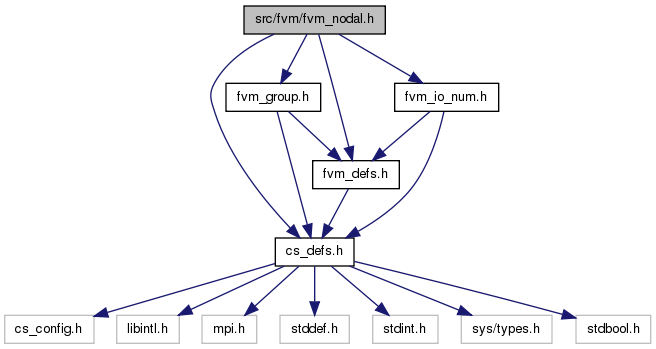 src/fvm/fvm_nodal.h
fvm_group.h
fvm_io_num.h
fvm_defs.h
cs_defs.h
cs_config.h
libintl.h
mpi.h
stddef.h
stdint.h
sys/types.h
stdbool.h